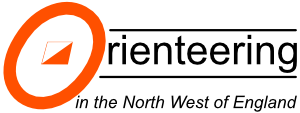 Orienteering
in the North West of England